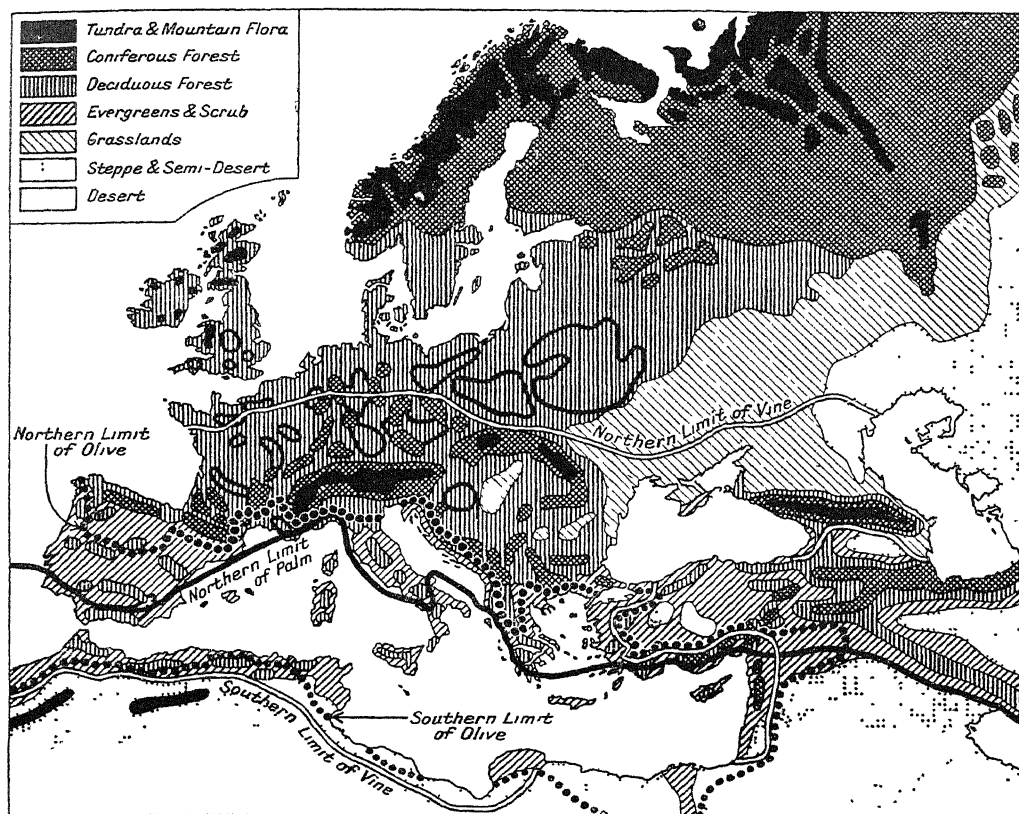 Tundra & Mountain Flora
Coniferous Forest
Deciduous Forest
Evergreens & Scrub
Grasslands
Steppe & Semi-Desert
Desert
Northern Limit of Vine
Northern Limit
of Olive
Northern Limit
of Palm
Southern Limit
of Olive
Southern
Limit of Vine